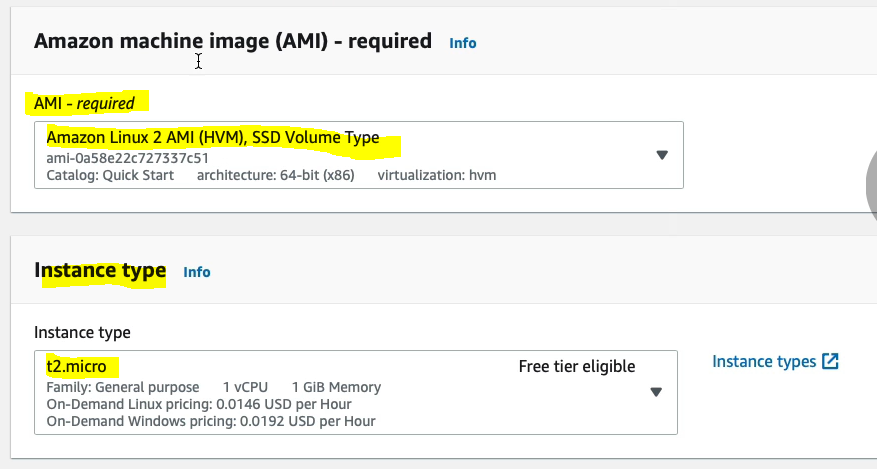 Amazon machine image (AMI) - required Info
AMI - required
Amazon Linux 2 AMI (HVM), SSD Volume Type
ami-0a58e22c727337c51
Catalog: Quick Start architecture: 64-bit (x86) virtualization: hvm
Instance type Info
Instance type
t2.micro Free tier eligible
Family: General purpose 1 vCPU 1 GiB Memory
On-Demand Linux pricing: 0.0146 USD per Hour
On-Demand Windows pricing: 0.0192 USD per Hour
Instance types